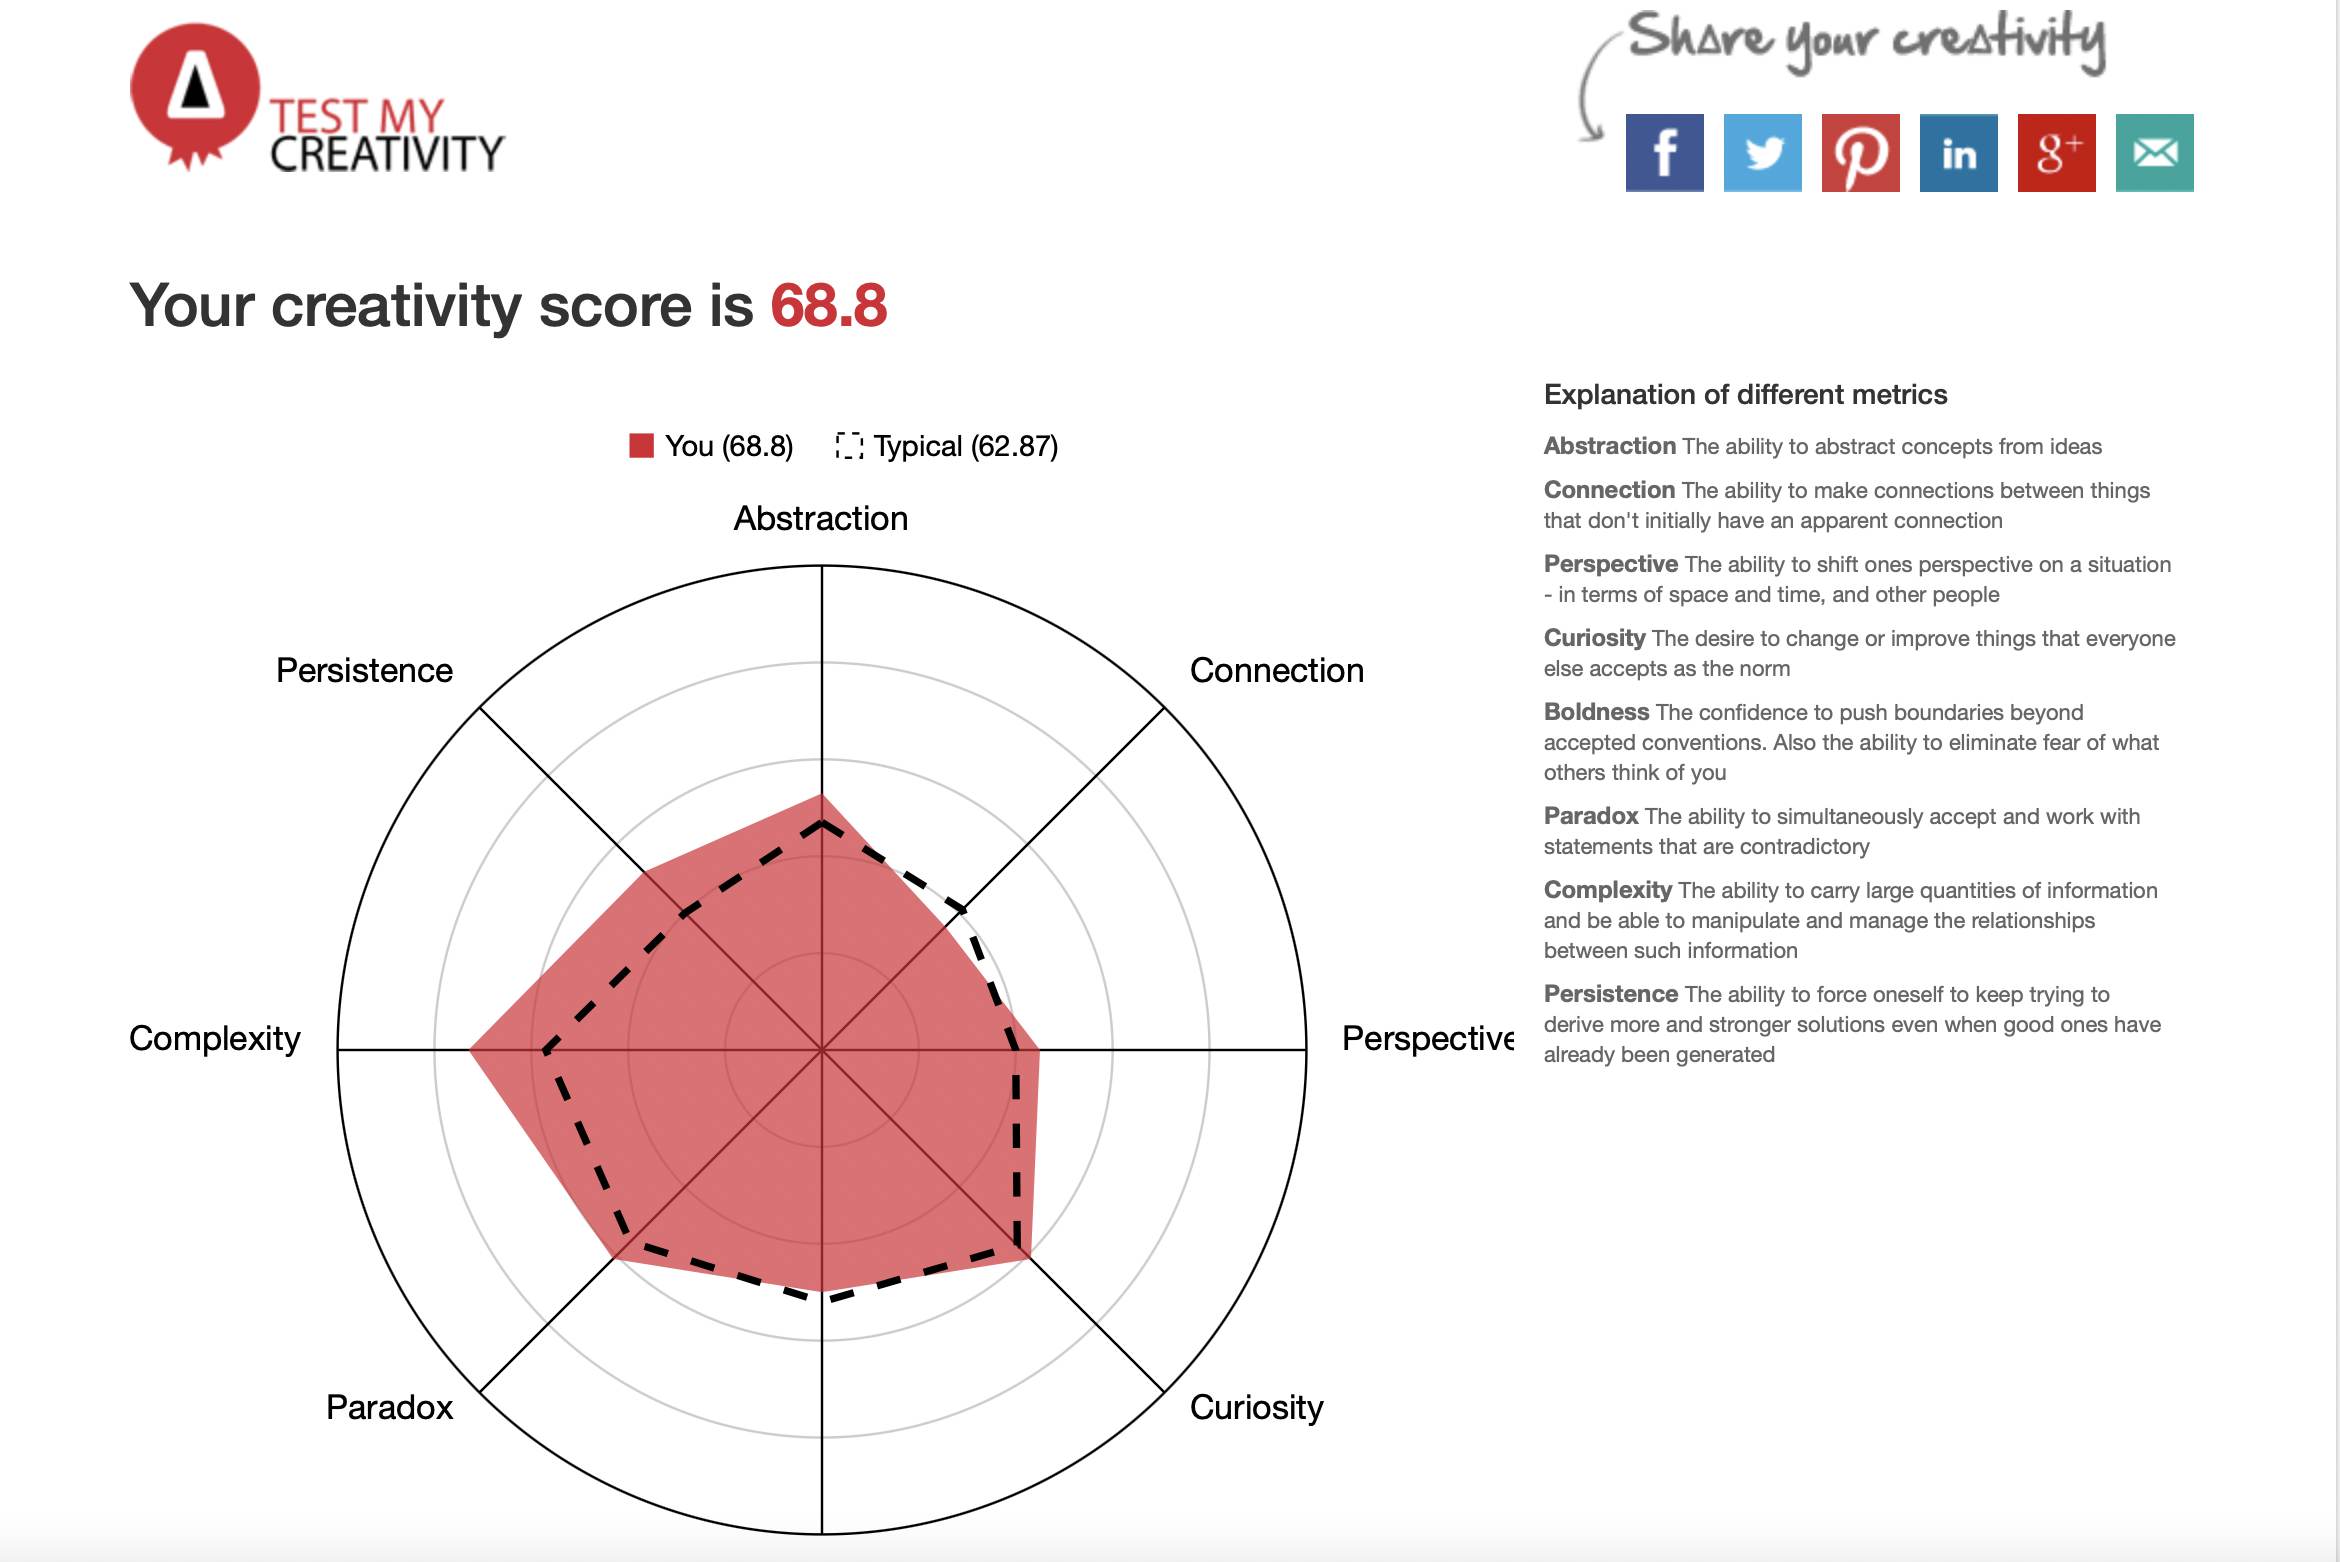 TEST MY
CREATIVITY
Share your creativity
f
in
g+
Your creativity score is 68.8
You (68.8) Typical (62.87)
Abstraction
Connection
Perspective
Curiosity
Paradox
Complexity
Persistence
Explanation of different metrics
Abstraction The ability to abstract concepts from ideas
Connection The ability to make connections between things
that don't initially have an apparent connection
Perspective The ability to shift ones perspective on a situation
- in terms of space and time, and other people
Curiosity The desire to change or improve things that everyone
else accepts as the norm
Boldness The confidence to push boundaries beyond
accepted conventions. Also the ability to eliminate fear of what
others think of you
Paradox The ability to simultaneously accept and work with
statements that are contradictory
Complexity The ability to carry large quantities of information
and be able to manipulate and manage the relationships
between such information
Persistence The ability to force oneself to keep trying to
derive more and stronger solutions even when good ones have
already been generated